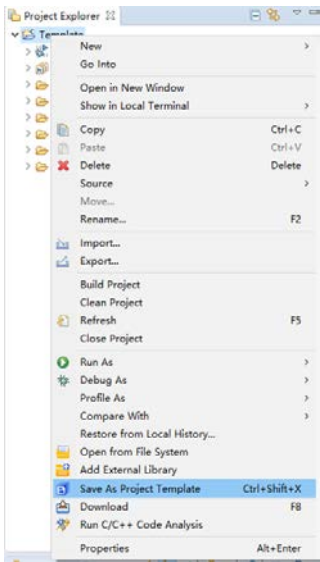 Project Explorer
Template
New
Go Into
Open in New Window
Show in Local Terminal
Copy Ctrl+C
Paste Ctrl+V
Delete Delete
Source
Move...
Rename... F2
Import...
Export...
Build Project
Clean Project
Refresh F5
Close Project
Run As
Debug As
Profile As
Compare With
Restore from Local History...
Open from File System
Add External Library
Save As Project Template Ctrl+Shift+X
Download F8
Run C/C++ Code Analysis
Properties Alt+Enter